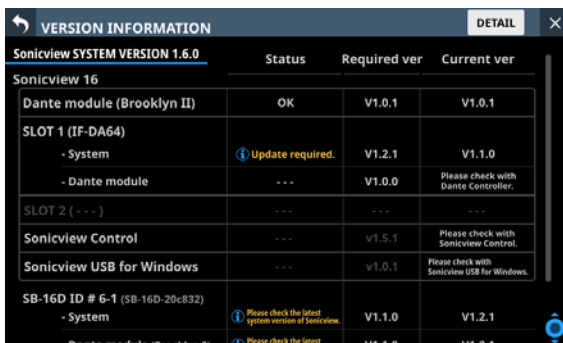 VERSION INFORMATION DETAIL
Sonicview SYSTEM VERSION 1.6.0 Status Required ver Current ver
Sonicview 16
Dante module (Brooklyn II) OK V1.0.1 V1.0.1
SLOT 1 (IF-DA64)
- System Update required. V1.2.1 V1.1.0
- Dante module - - - V1.0.0 Please check with
Dante Controller.
SLOT 2 ( - - - ) - - - - - - - - -
Sonicview Control - - - v1.5.1 Please check with
Sonicview Control.
Sonicview USB for Windows - - - v1.0.1 Please check with
Sonicview USB for Windows.
SB-16D ID # 6-1 (SB-16D-20c832)
- System Please check the latest
system version of Sonicview. V1.1.0 V1.2.1
Please check the latest